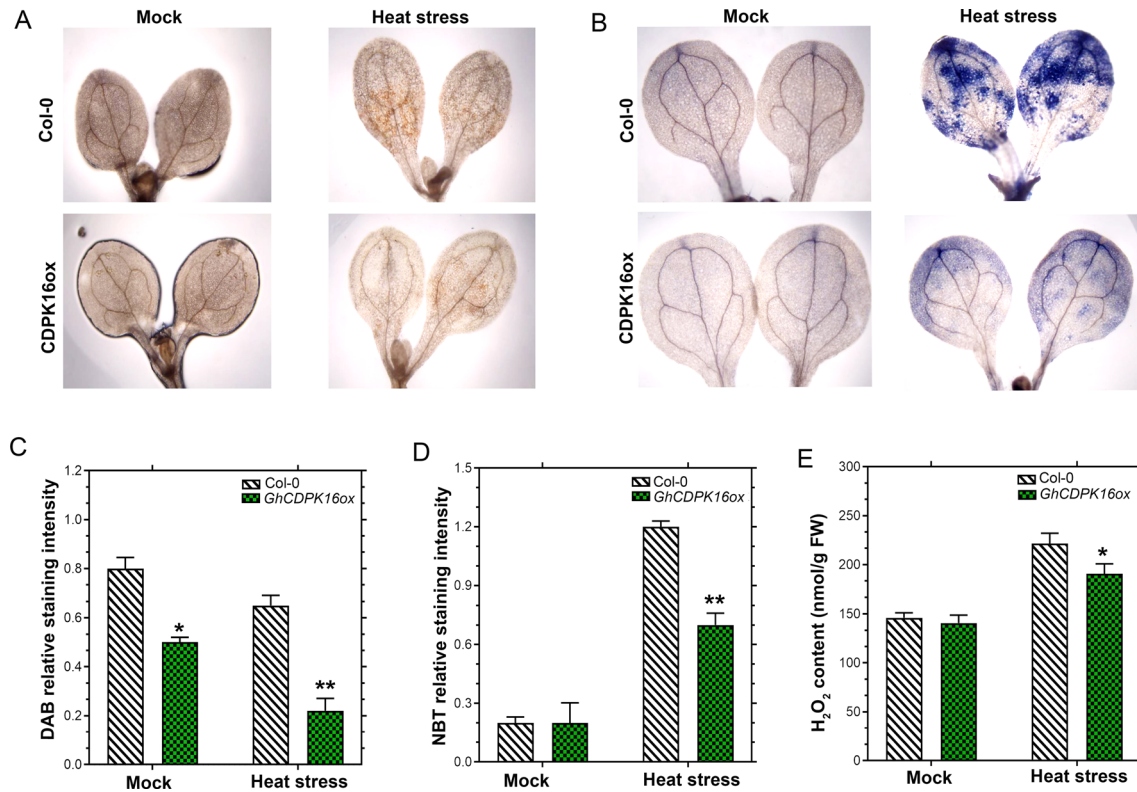 A
Mock
Heat stress
Col-0
CDPK16ox
B
Mock
Heat stress
Col-0
CDPK16ox
C
DAB relative staining intensity
1.2
1.0
0.8
0.6
0.4
0.2
0.0
Col-0
GhCDPK16ox
*
**
Mock
Heat stress
D
NBT relative staining intensity
1.5
1.2
0.9
0.6
0.3
0.0
Col-0
GhCDPK16ox
**
Mock
Heat stress
E
H₂O₂ content (nmol/g FW)
300
250
200
150
100
50
0
Col-0
GhCDPK16ox
*
Mock
Heat stress